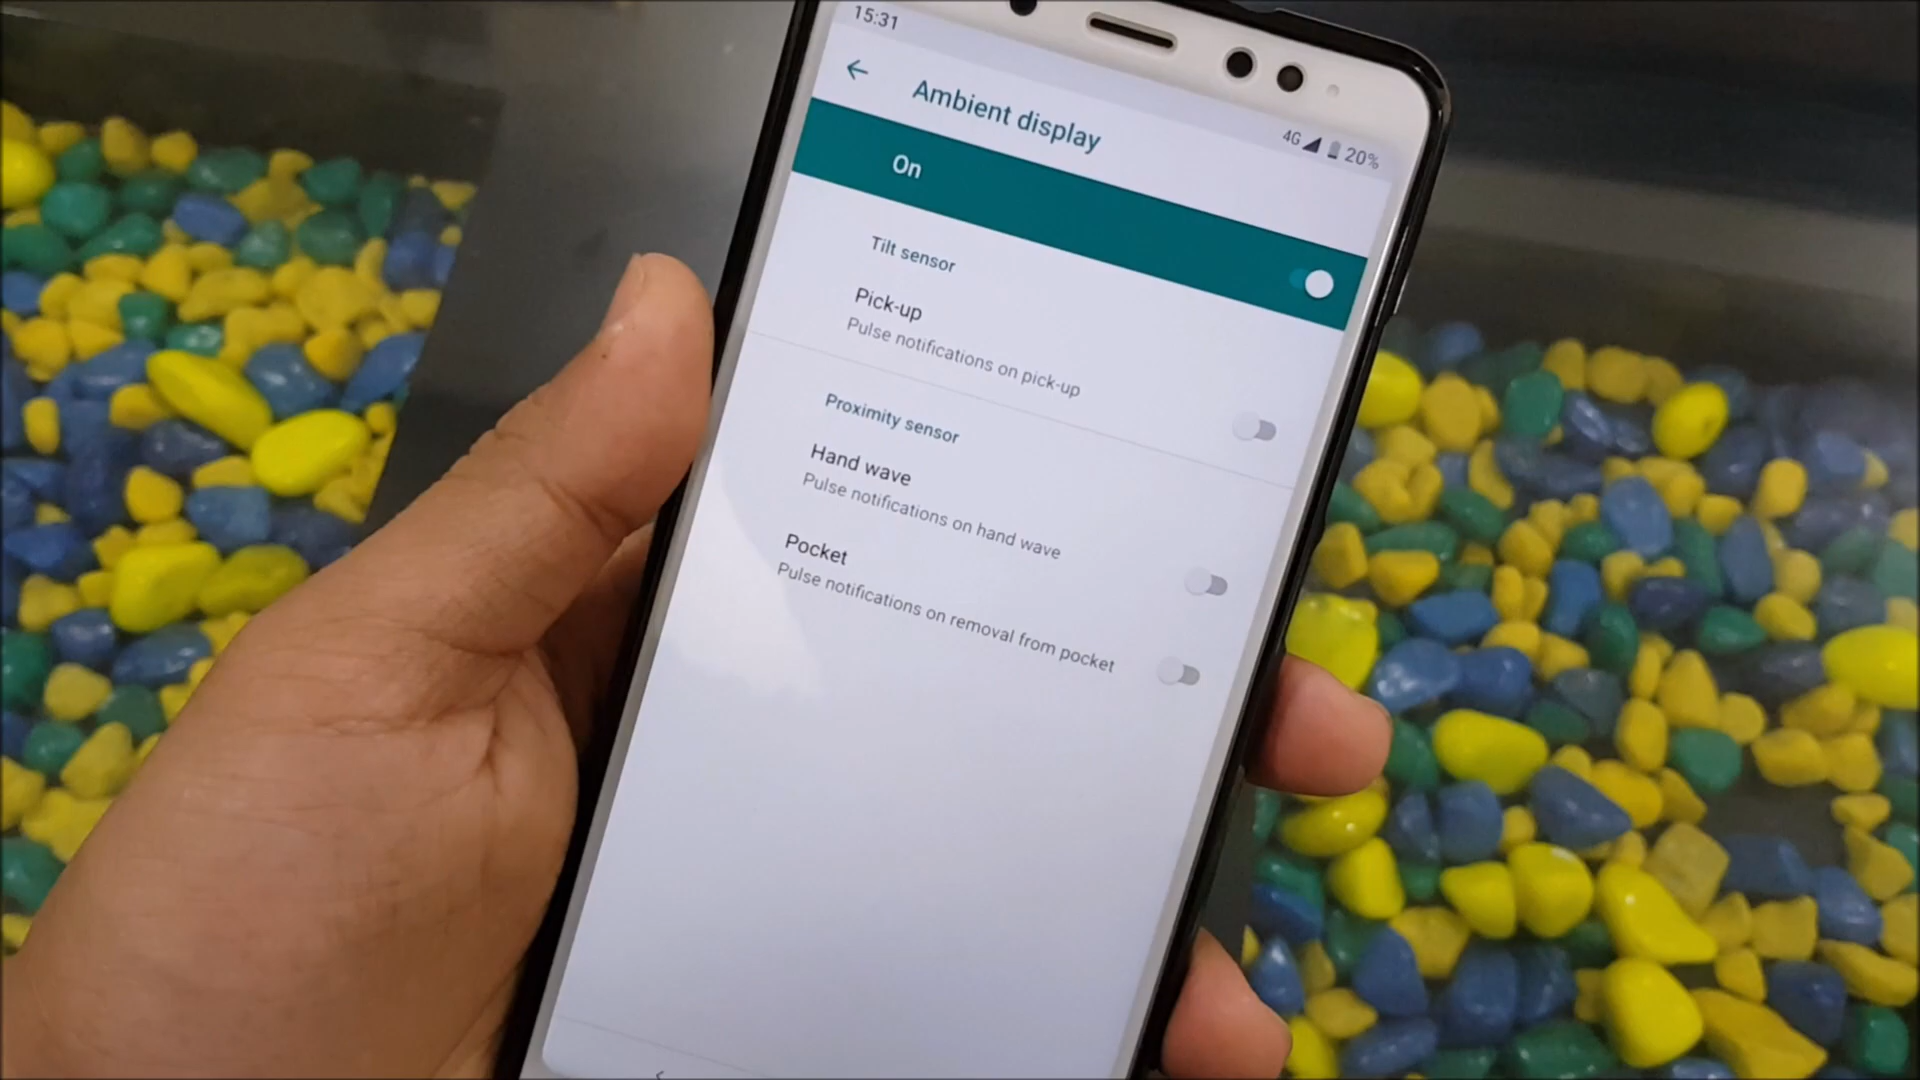 15:31
4G 20%
Ambient display
On
Tilt sensor
Pick-up
Pulse notifications on pick-up
Proximity sensor
Hand wave
Pulse notifications on hand wave
Pocket
Pulse notifications on removal from pocket